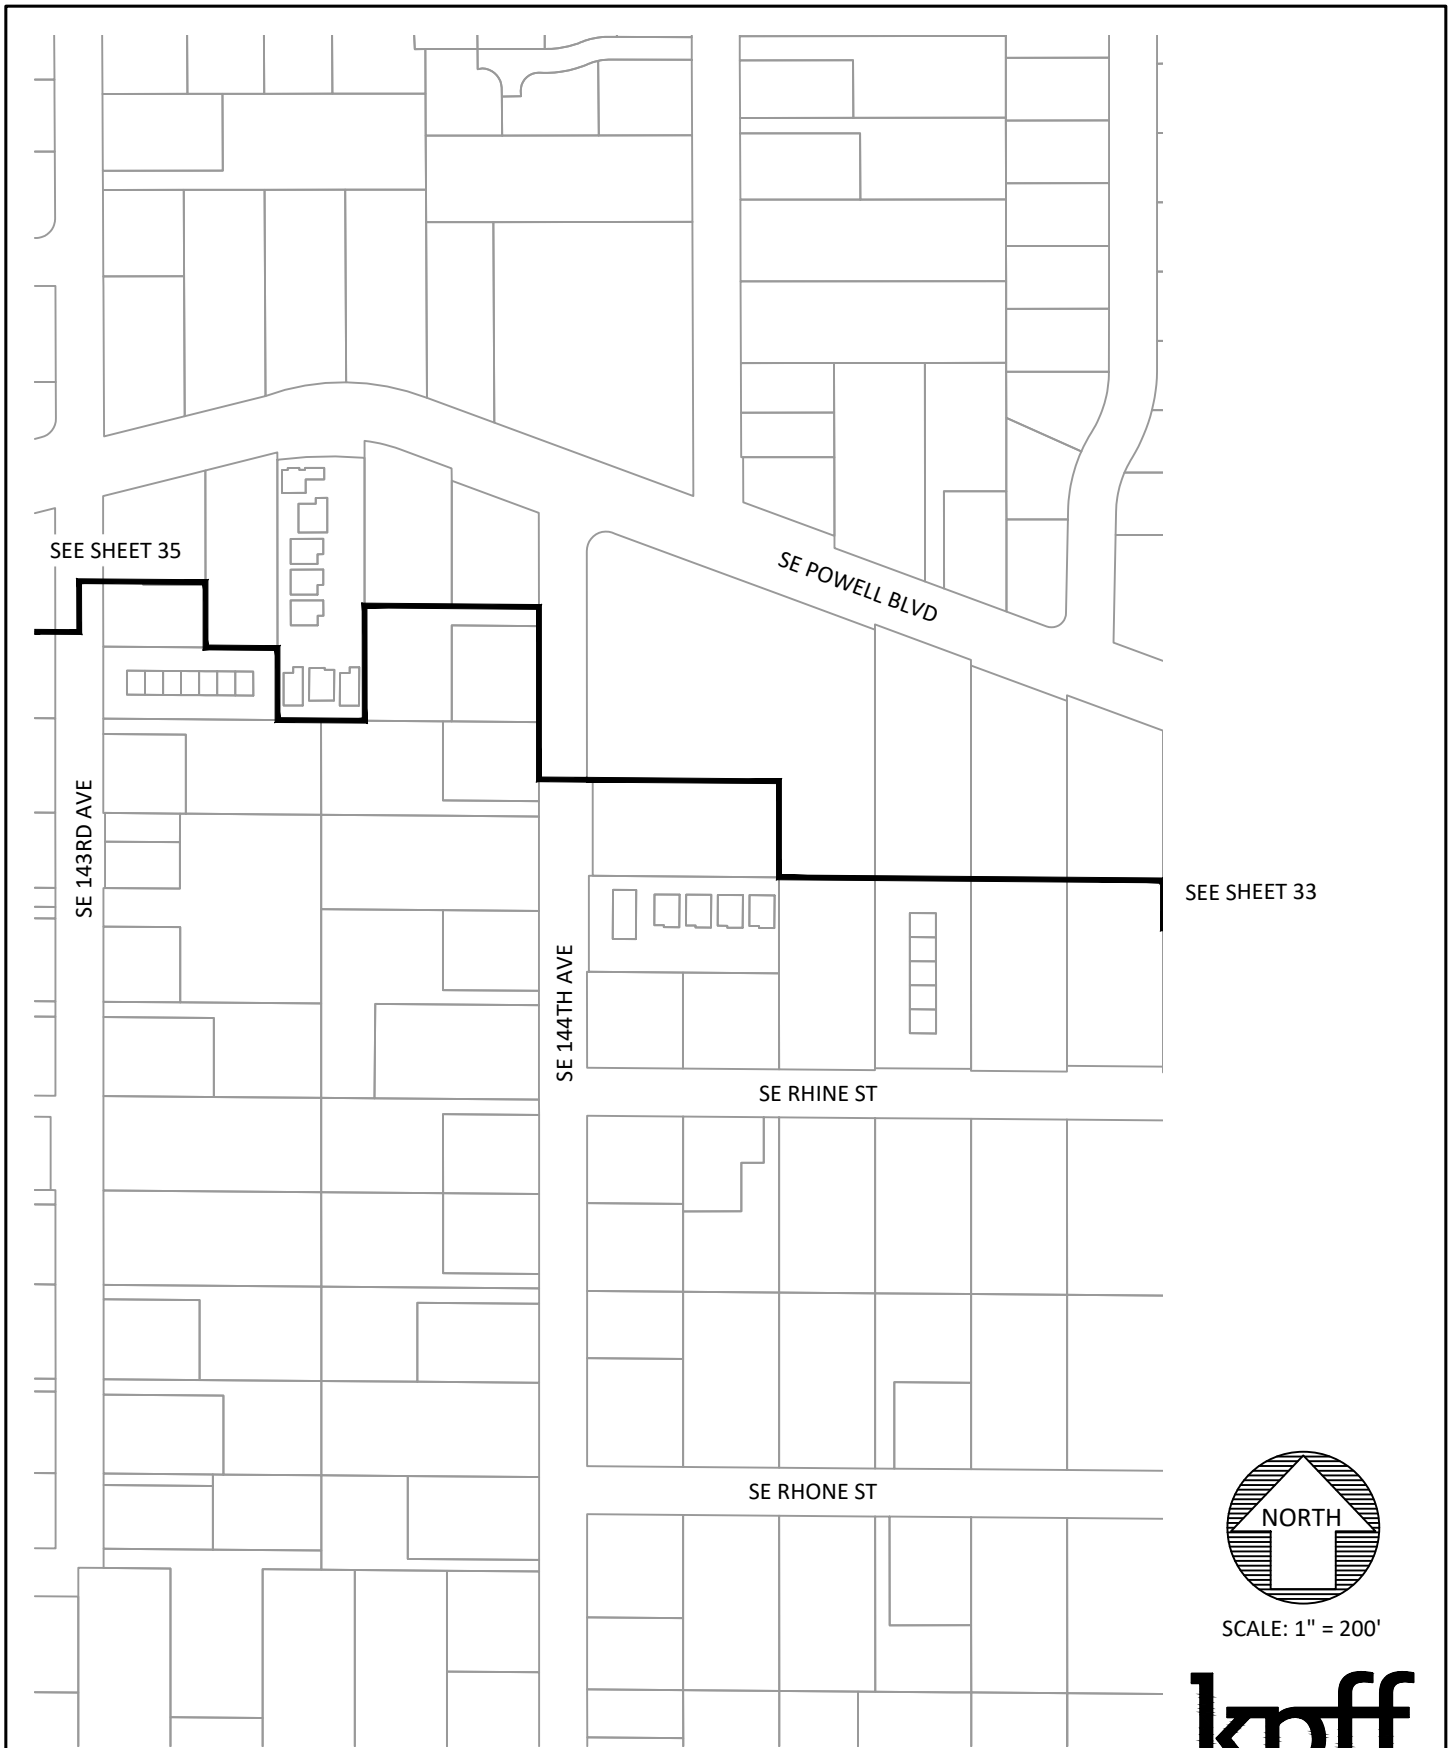 SEE SHEET 35
SE POWELL BLVD
SE 143RD AVE
SEE SHEET 33
SE 144TH AVE
SE RHINE ST
SE RHONE ST
NORTH
SCALE: 1" = 200'
kpff